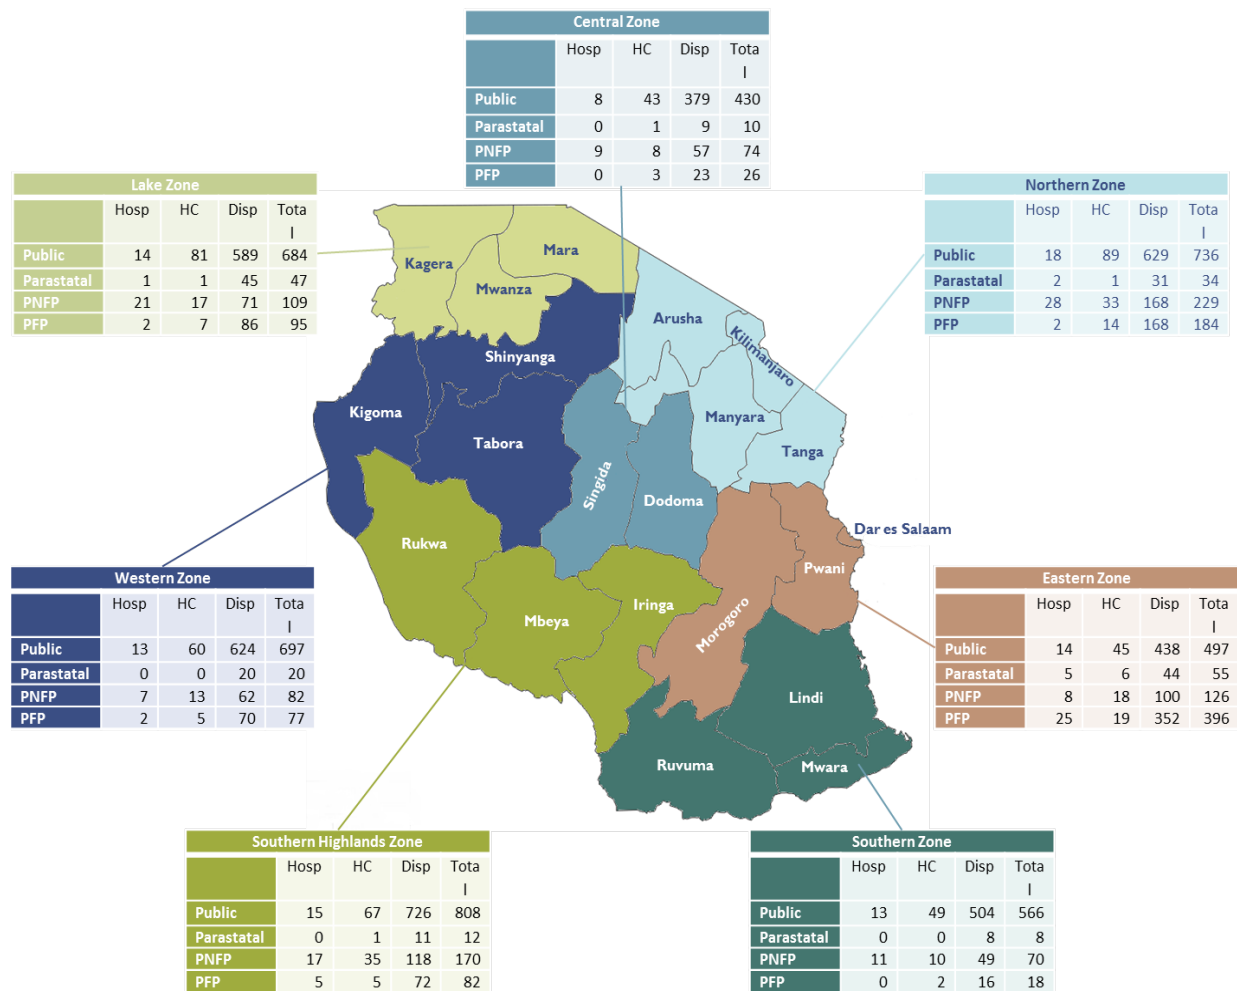 Central Zone
Hosp HC Disp Tota
l
Public 8 43 379 430
Parastatal 0 1 9 10
PNFP 9 8 57 74
PFP 0 3 23 26
Lake Zone
Hosp HC Disp Tota
l
Public 14 81 589 684
Parastatal 1 1 45 47
PNFP 21 17 71 109
PFP 2 7 86 95
Northern Zone
Hosp HC Disp Tota
l
Public 18 89 629 736
Parastatal 2 1 31 34
PNFP 28 33 168 229
PFP 2 14 168 184
Kagera
Mara
Mwanza
Arusha
Kilimanjaro
Shinyanga
Kigoma
Manyara
Tabora
Tanga
Singida
Dodoma
Dar es Salaam
Rukwa
Pwani
Iringa
Mbeya
Morogoro
Lindi
Ruvuma
Mwara
Western Zone
Hosp HC Disp Tota
l
Public 13 60 624 697
Parastatal 0 0 20 20
PNFP 7 13 62 82
PFP 2 5 70 77
Eastern Zone
Hosp HC Disp Tota
l
Public 14 45 438 497
Parastatal 5 6 44 55
PNFP 8 18 100 126
PFP 25 19 352 396
Southern Highlands Zone
Hosp HC Disp Tota
l
Public 15 67 726 808
Parastatal 0 1 11 12
PNFP 17 35 118 170
PFP 5 5 72 82
Southern Zone
Hosp HC Disp Tota
l
Public 13 49 504 566
Parastatal 0 0 8 8
PNFP 11 10 49 70
PFP 0 2 16 18